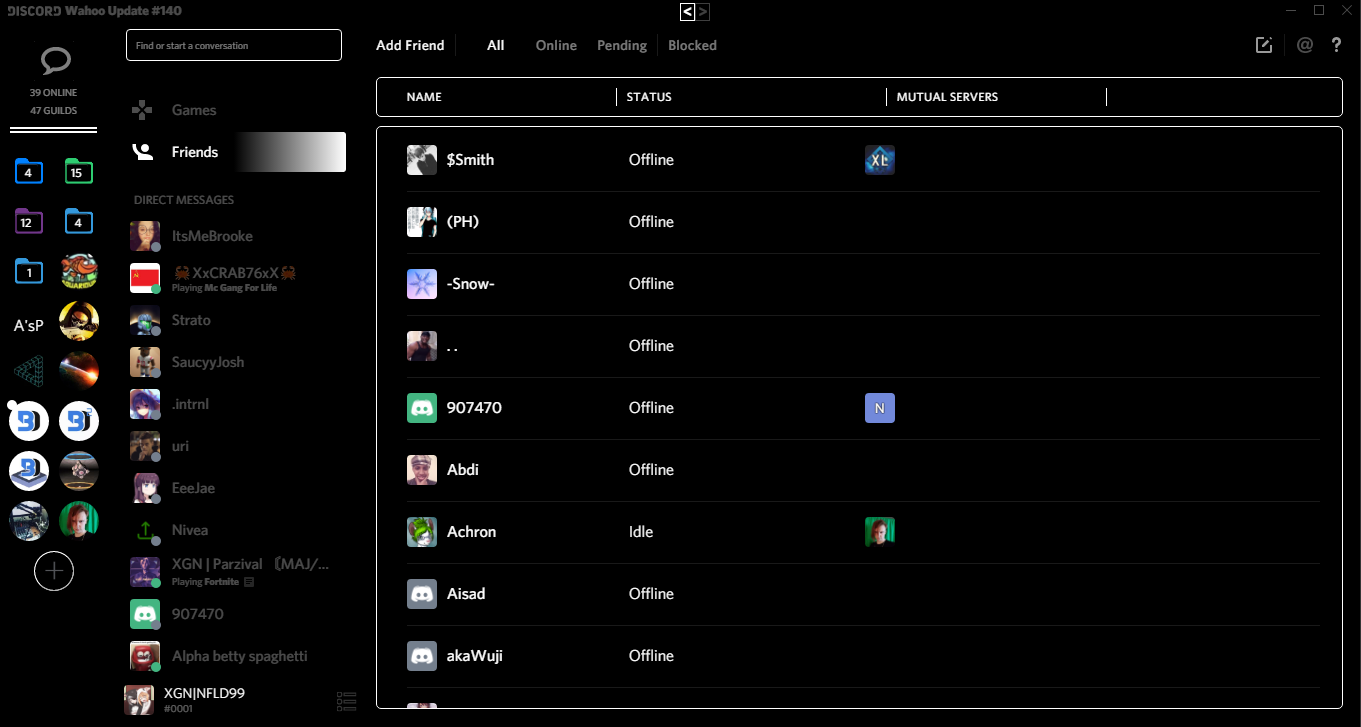 DISCORD Wahoo Update #140
< >
39 ONLINE
47 GUILDS
4
15
12
4
1
A'sP
Find or start a conversation
Games
Friends
DIRECT MESSAGES
ItsMeBrooke
XxCRAB76xX
Playing Mc Gang For Life
Strato
SaucyyJosh
.intrnl
uri
EeeJae
Nivea
XGN | Parzival 〖MAJ/...
Playing Fortnite
907470
Alpha betty spaghetti
XGN|NFLD99
#0001
Add Friend All Online Pending Blocked @ ?
NAME STATUS MUTUAL SERVERS
$Smith Offline XL
(PH) Offline
-Snow- Offline
. . Offline
907470 Offline N
Abdi Offline
Achron Idle
Aisad Offline
akaWuji Offline